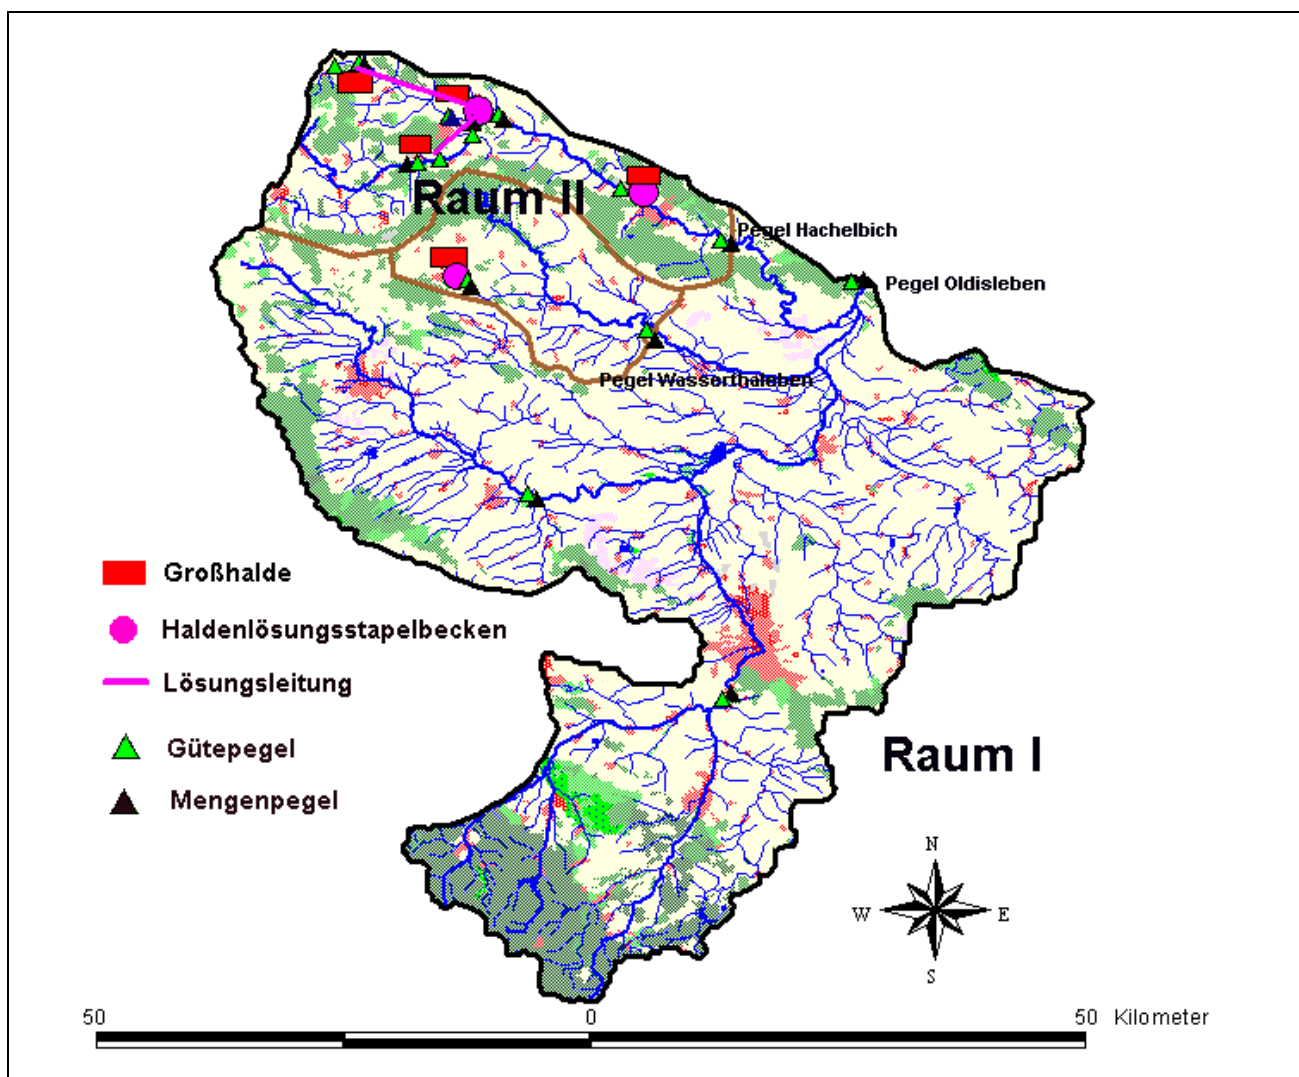 Raum II
Pegel Hachelbich
Pegel Oldisleben
Pegel Wasserthaleben
Großhalde
Haldenlösungsstapelbecken
Lösungsleitung
Gütepegel
Mengenpegel
Raum I
N
W E
S
50 0 50 Kilometer